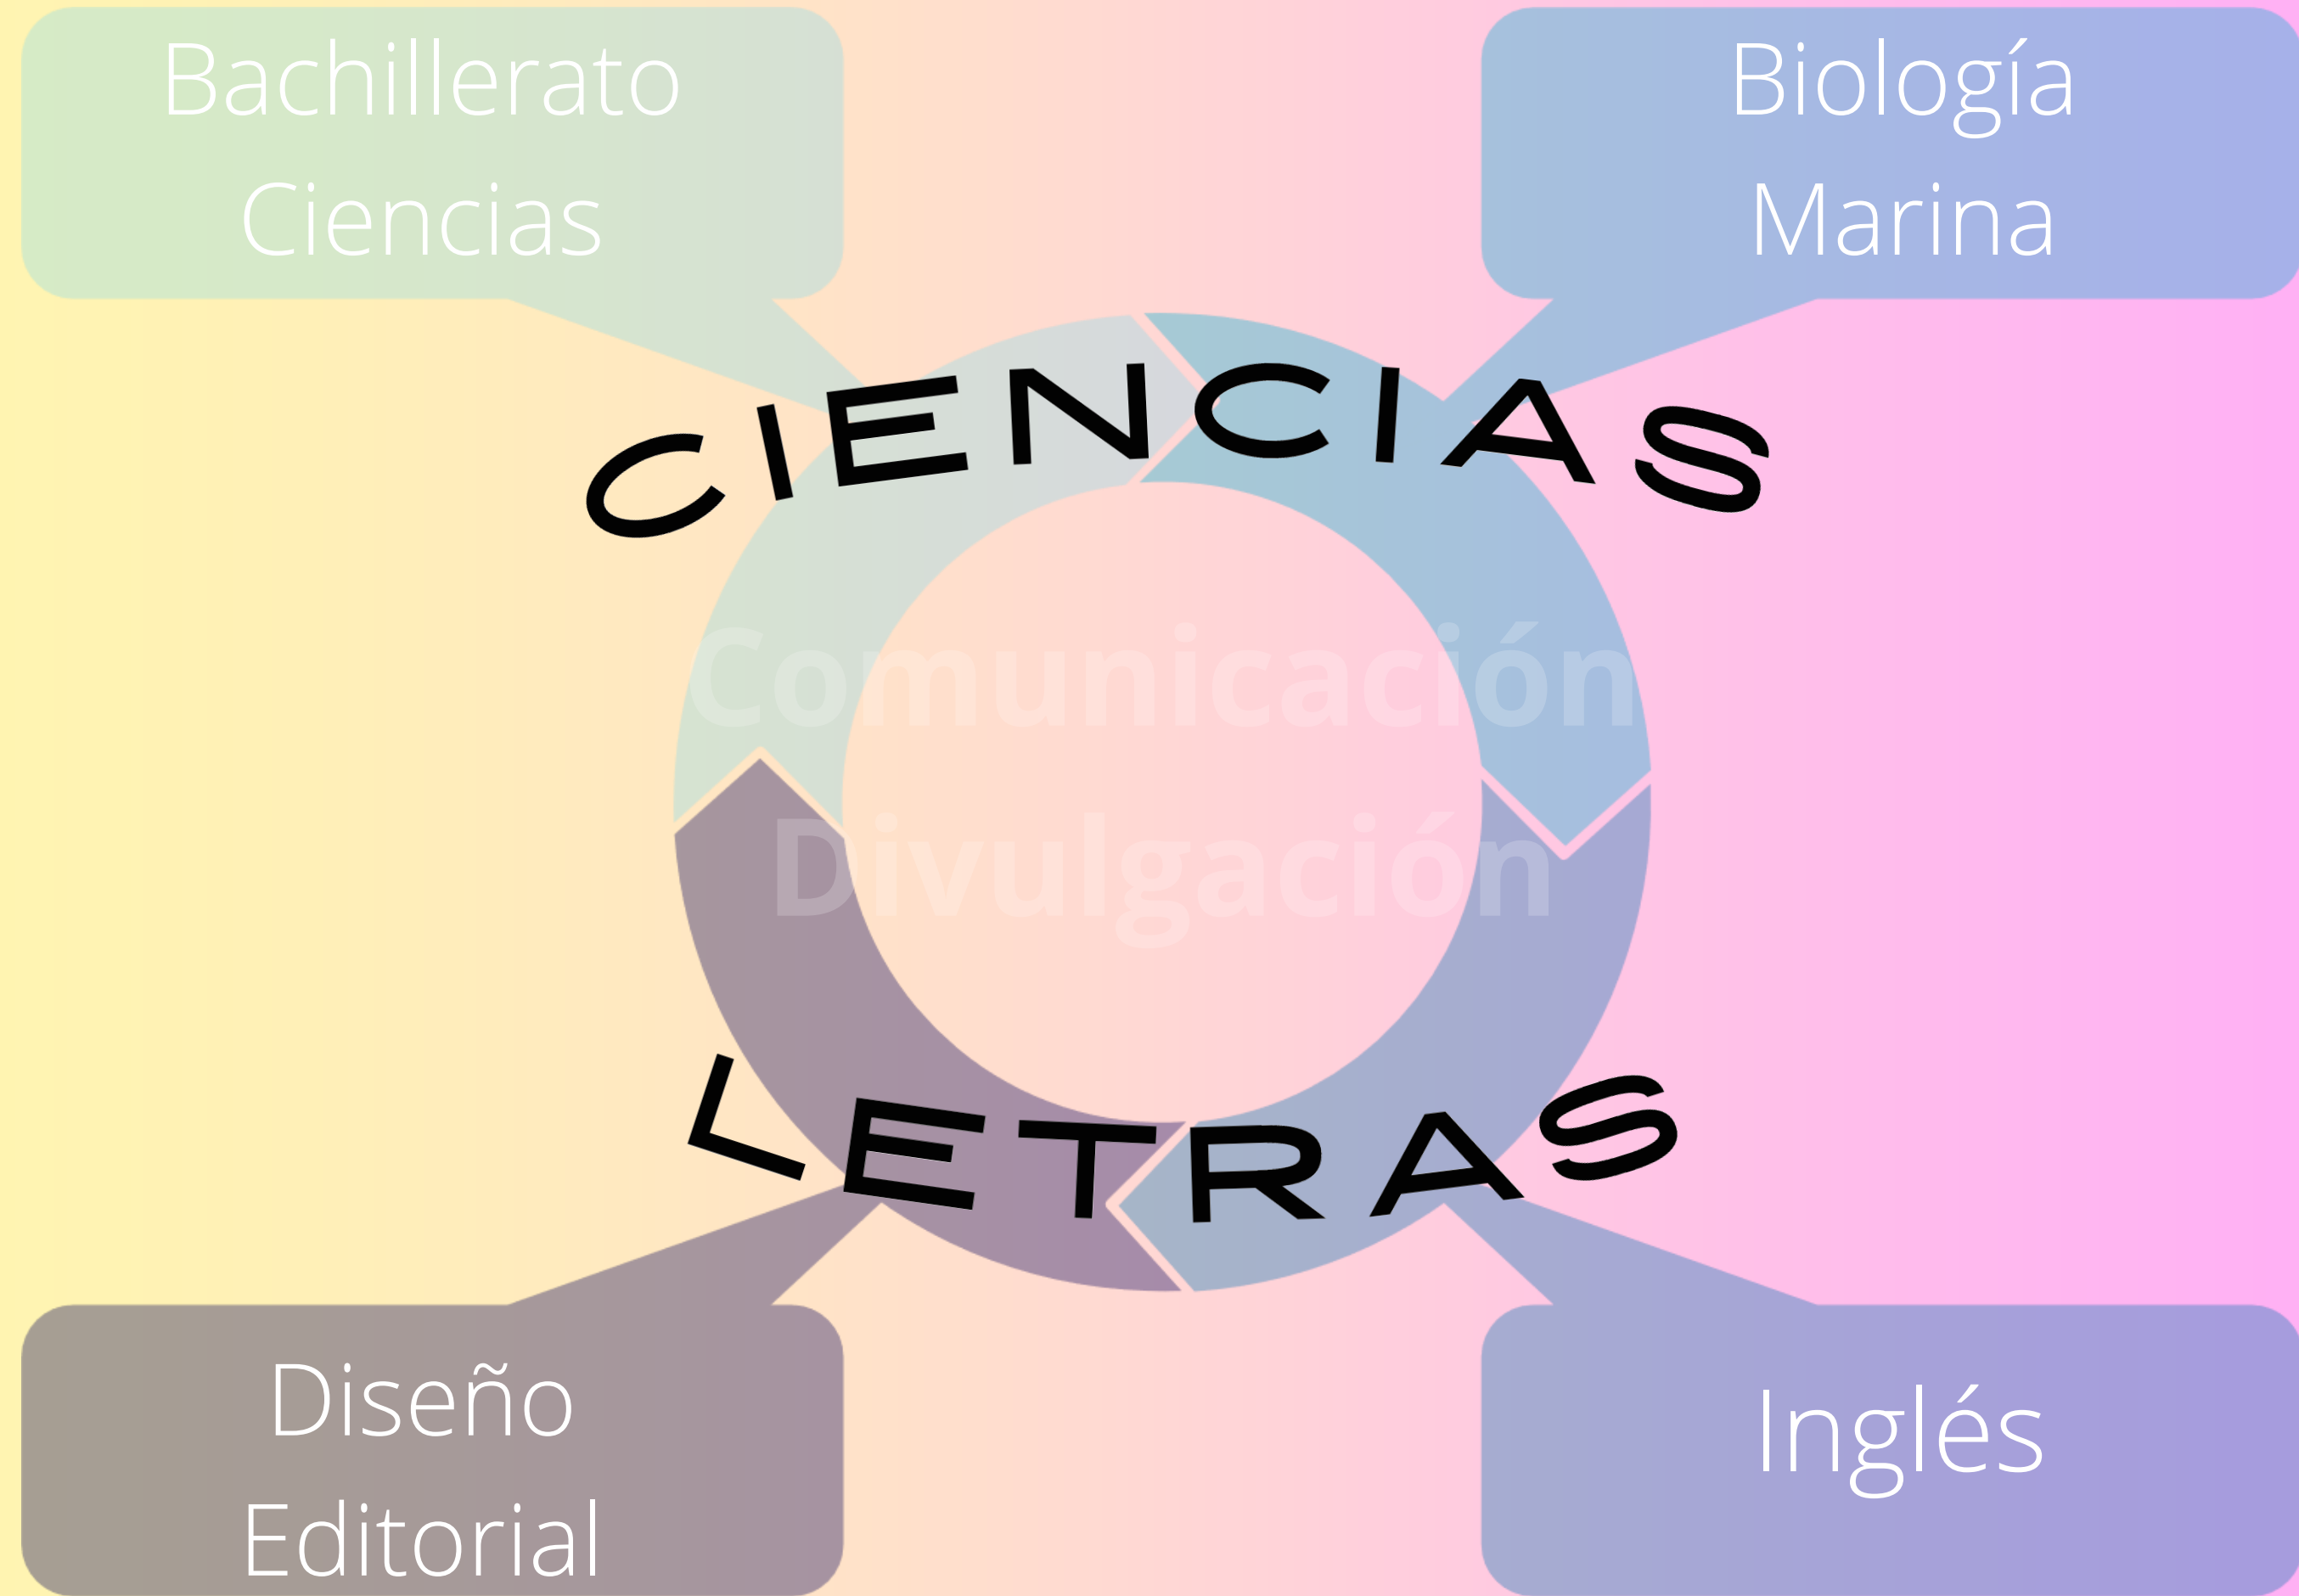 Bachillerato
Ciencias
Biología
Marina
CIENCIAS
Comunicación
Divulgación
LETRAS
Diseño
Editorial
Inglés